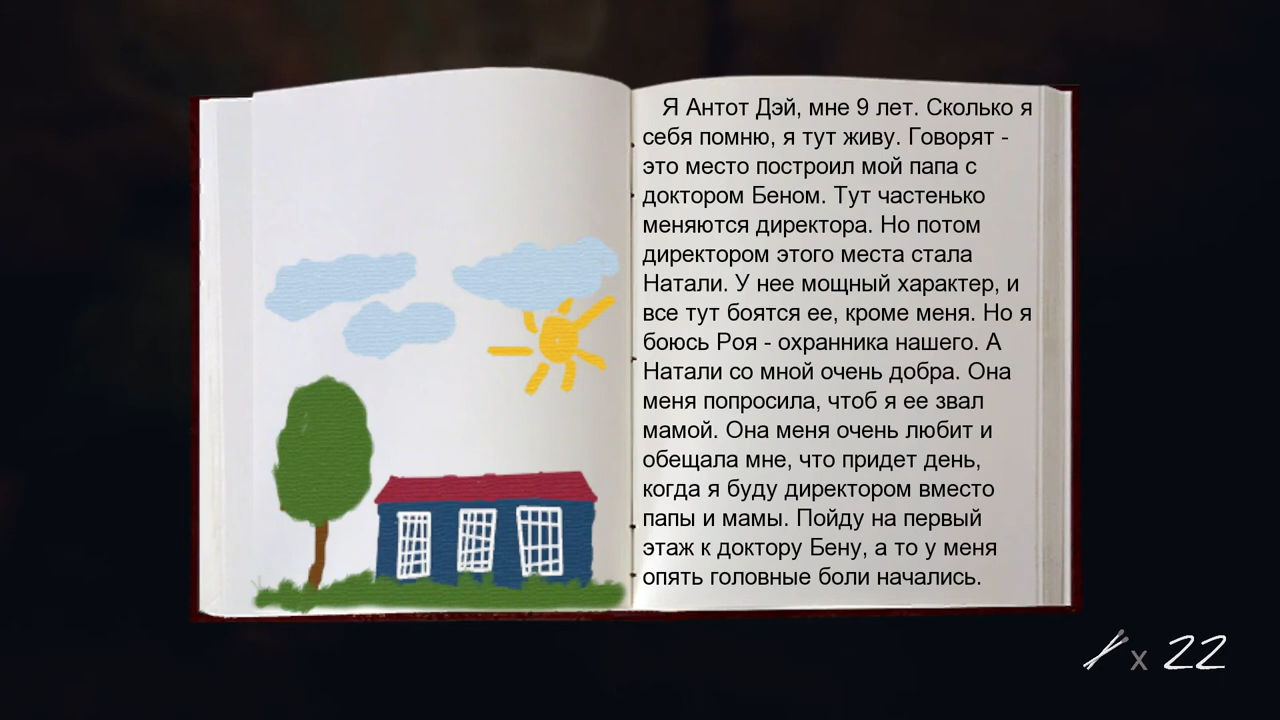 Я Антот Дэй, мне 9 лет. Сколько я
себя помню, я тут живу. Говорят -
это место построил мой папа с
доктором Беном. Тут частенько
меняются директора. Но потом
директором этого места стала
Натали. У нее мощный характер, и
все тут боятся ее, кроме меня. Но я
боюсь Роя - охранника нашего. А
Натали со мной очень добра. Она
меня попросила, чтоб я ее звал
мамой. Она меня очень любит и
обещала мне, что придет день,
когда я буду директором вместо
папы и мамы. Пойду на первый
этаж к доктору Бену, а то у меня
опять головные боли начались.
x 22